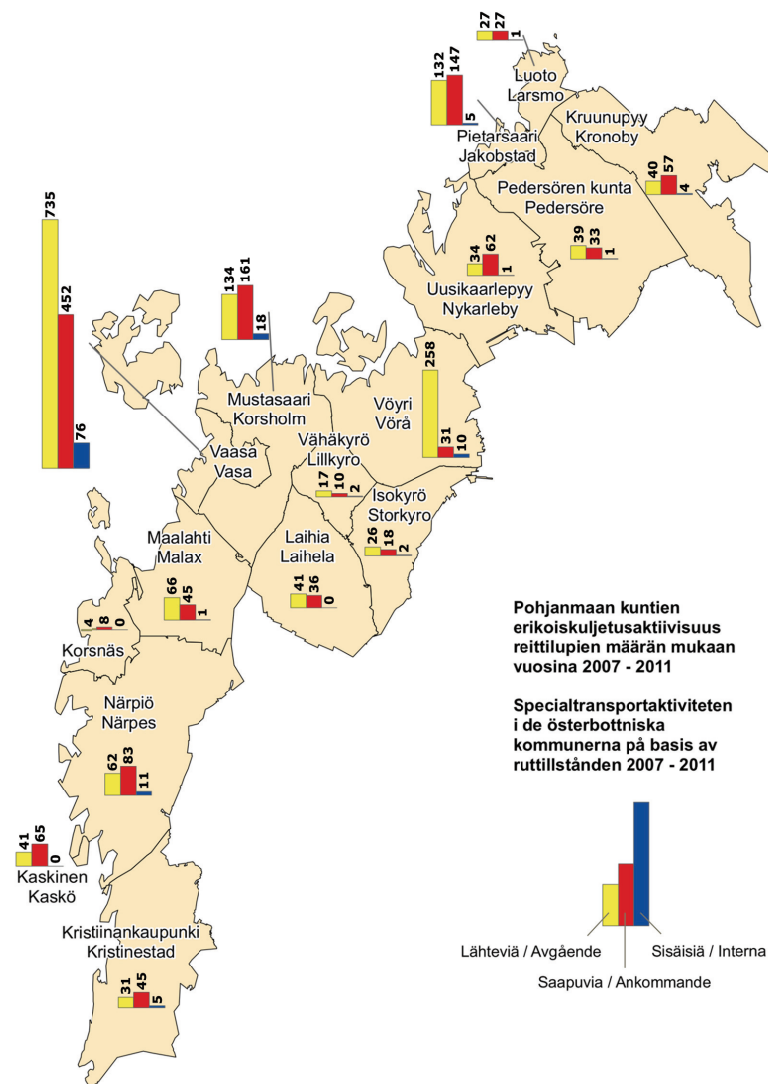 27 27 1
Luoto
Larsmo
132 147 5
Pietarsaari
Jakobstad
Kruunupyy
Kronoby
40 57 4
Pedersören kunta
Pedersöre
39 33 1
34 62 1
Uusikaarlepyy
Nykarleby
735 452 76
134 161 18
Mustasaari
Korsholm
258 31 10
Vöyri
Vörå
Vaasa
Vasa
Vähäkyrö
Lillkyro
17 10 2
Isokyrö
Storkyro
26 18 2
Maalahti
Malax
66 45 1
Laihia
Laihela
41 36 0
4 8 0
Korsnäs
Närpiö
Närpes
62 83 11
41 65 0
Kaskinen
Kaskö
Kristiinankaupunki
Kristinestad
31 45 5
Pohjanmaan kuntien
erikoiskuljetusaktiivisuus
reittilupien määrän mukaan
vuosina 2007 - 2011
Specialtransportaktiviteten
i de österbottniska
kommunerna på basis av
ruttillstånden 2007 - 2011
Lähteviä / Avgående
Sisäisiä / Interna
Saapuvia / Ankommande